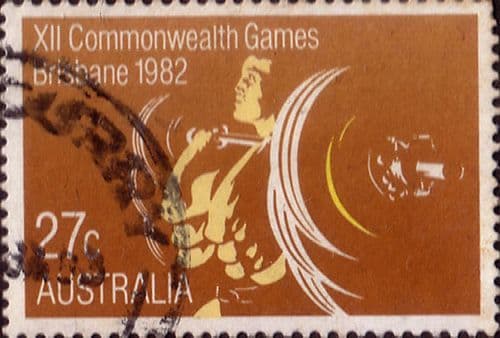 XII Commonwealth Games
Brisbane 1982
27c
AUSTRALIA